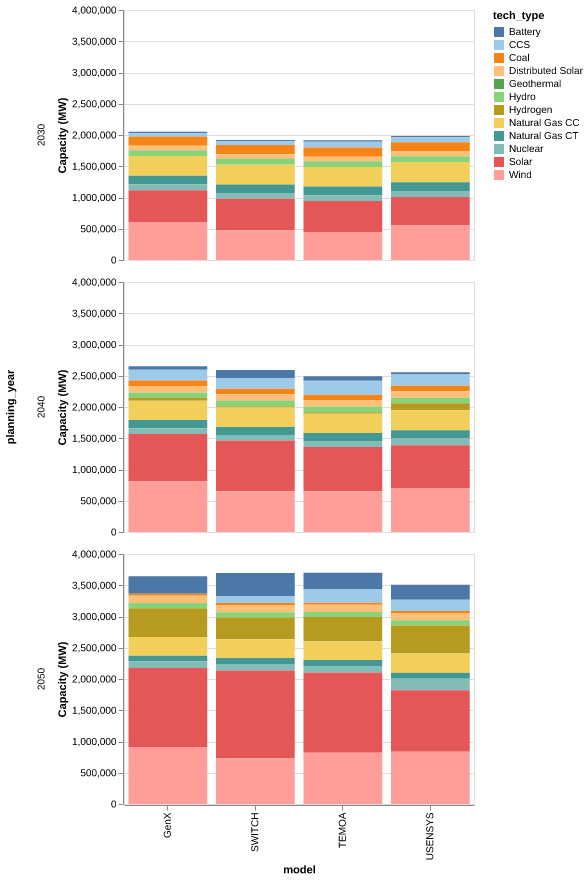 tech_type
Battery
CCS
Coal
Distributed Solar
Geothermal
Hydro
Hydrogen
Natural Gas CC
Natural Gas CT
Nuclear
Solar
Wind
planning_year
2030
Capacity (MW)
4,000,000
3,500,000
3,000,000
2,500,000
2,000,000
1,500,000
1,000,000
500,000
0
2040
Capacity (MW)
4,000,000
3,500,000
3,000,000
2,500,000
2,000,000
1,500,000
1,000,000
500,000
0
2050
Capacity (MW)
4,000,000
3,500,000
3,000,000
2,500,000
2,000,000
1,500,000
1,000,000
500,000
0
GenX
SWITCH
TEMOA
USENSYS
model